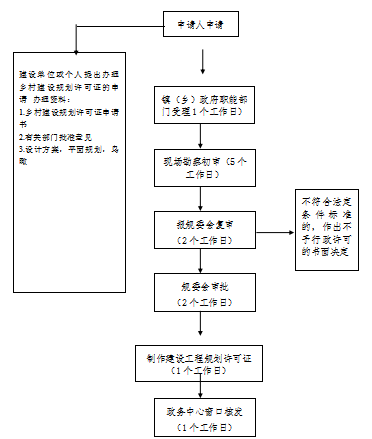 申请人申请
建设单位或个人提出办理
乡村建设规划许可证的申
请 办理资料：
1.乡村建设规划许可证申请
书
2.有关部门批准意见
3.设计方案，平面规划，鸟
瞰
镇（乡）政府职能部
门受理1个工作日）
现场勘察初审（5个
工作日）
报规委会复审
（2个工作日）
不符合法定
条件标准
的，作出不
予行政许可
的书面决定
规委会审批
（2个工作日）
制作建设工程规划许可证
（1个工作日）
政务中心窗口核发
（1个工作日）